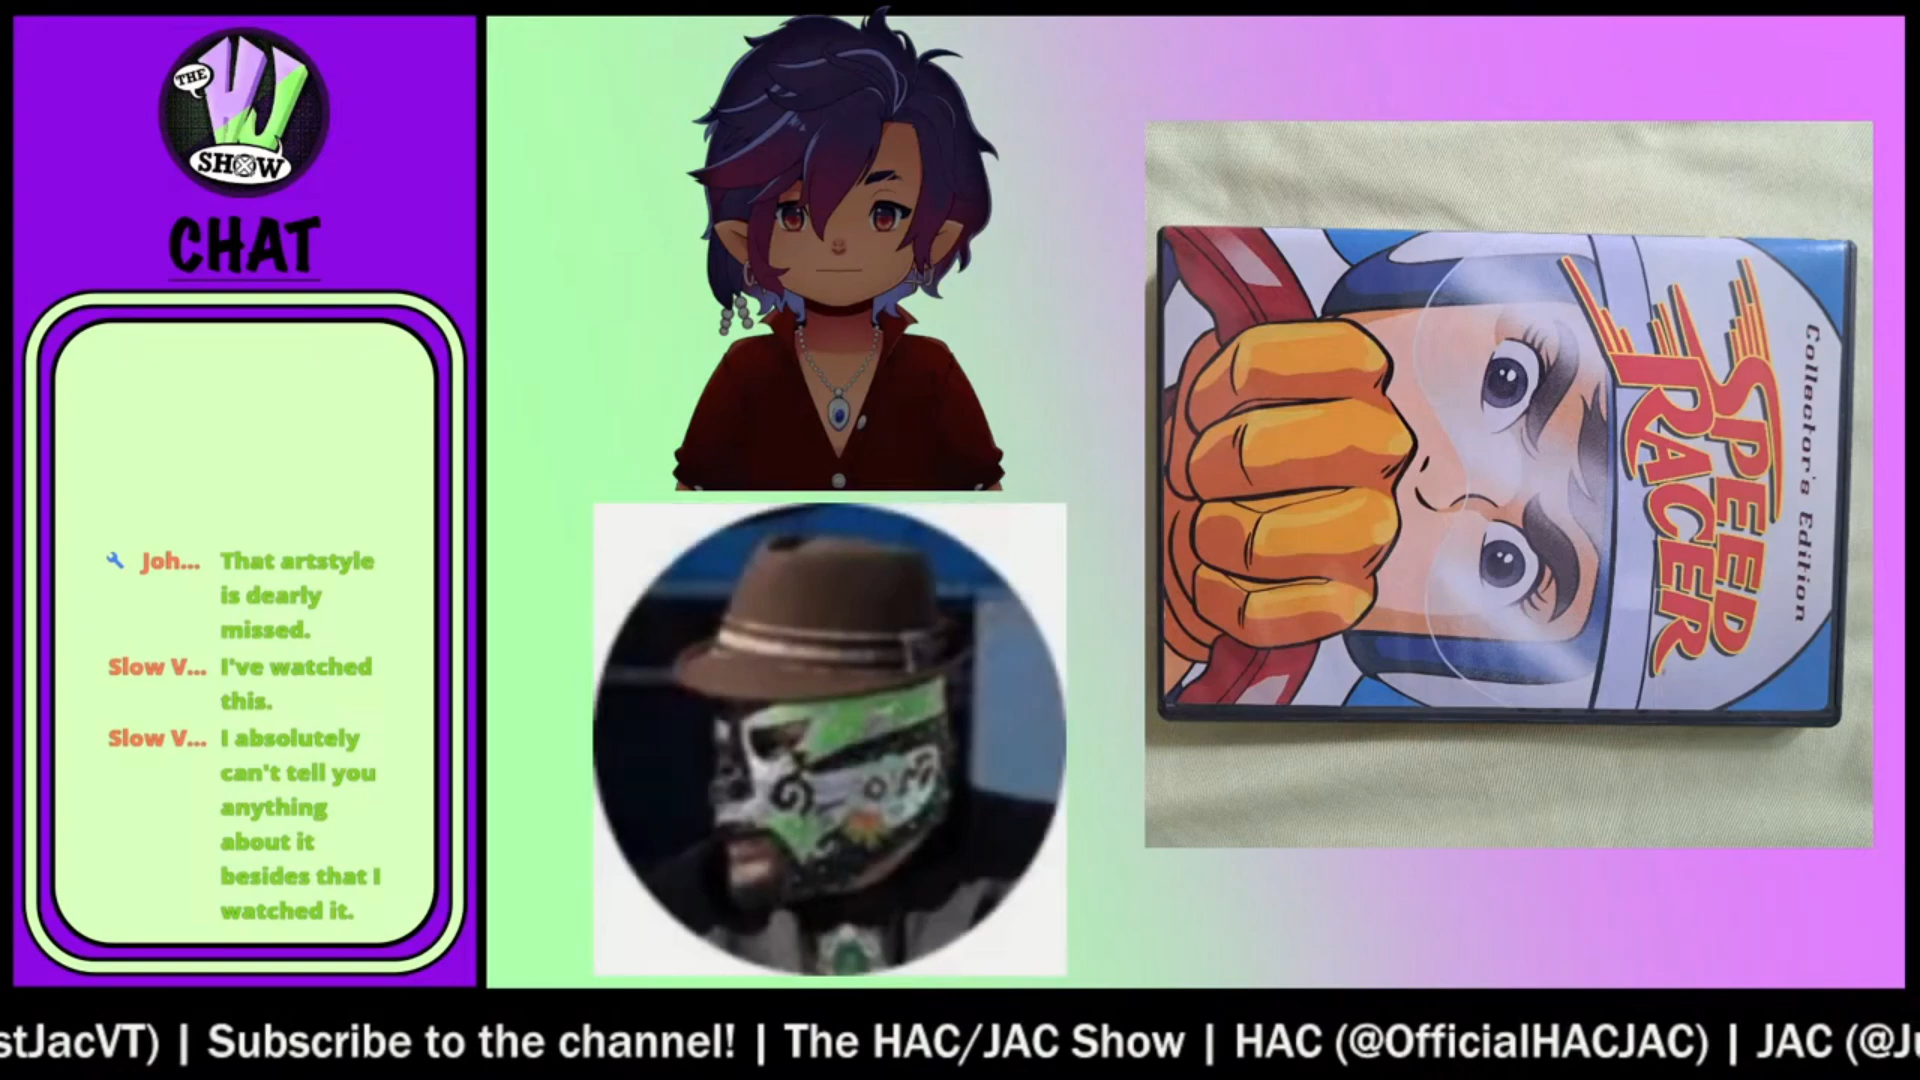 THE
HJ
SHOW
CHAT
Joh... That artstyle
is dearly
missed.
Slow V... I've watched
this.
Slow V... I absolutely
can't tell you
anything
about it
besides that I
watched it.
Collector's Edition
SPEED
RACER
stJacVT) | Subscribe to the channel! | The HAC/JAC Show | HAC (@OfficialHACJAC) | JAC (@Ju